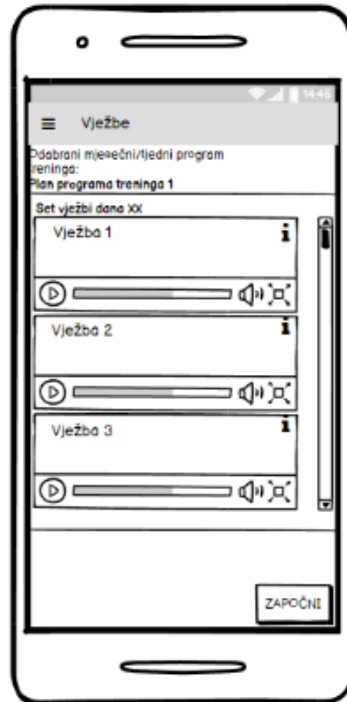 14:45
Vježbe
Odabrani mjesečni/tjedni program
treninga:
Plan programa treninga 1
Set vježbi dana XX
Vježba 1
i
Vježba 2
i
Vježba 3
i
ZAPOČNI